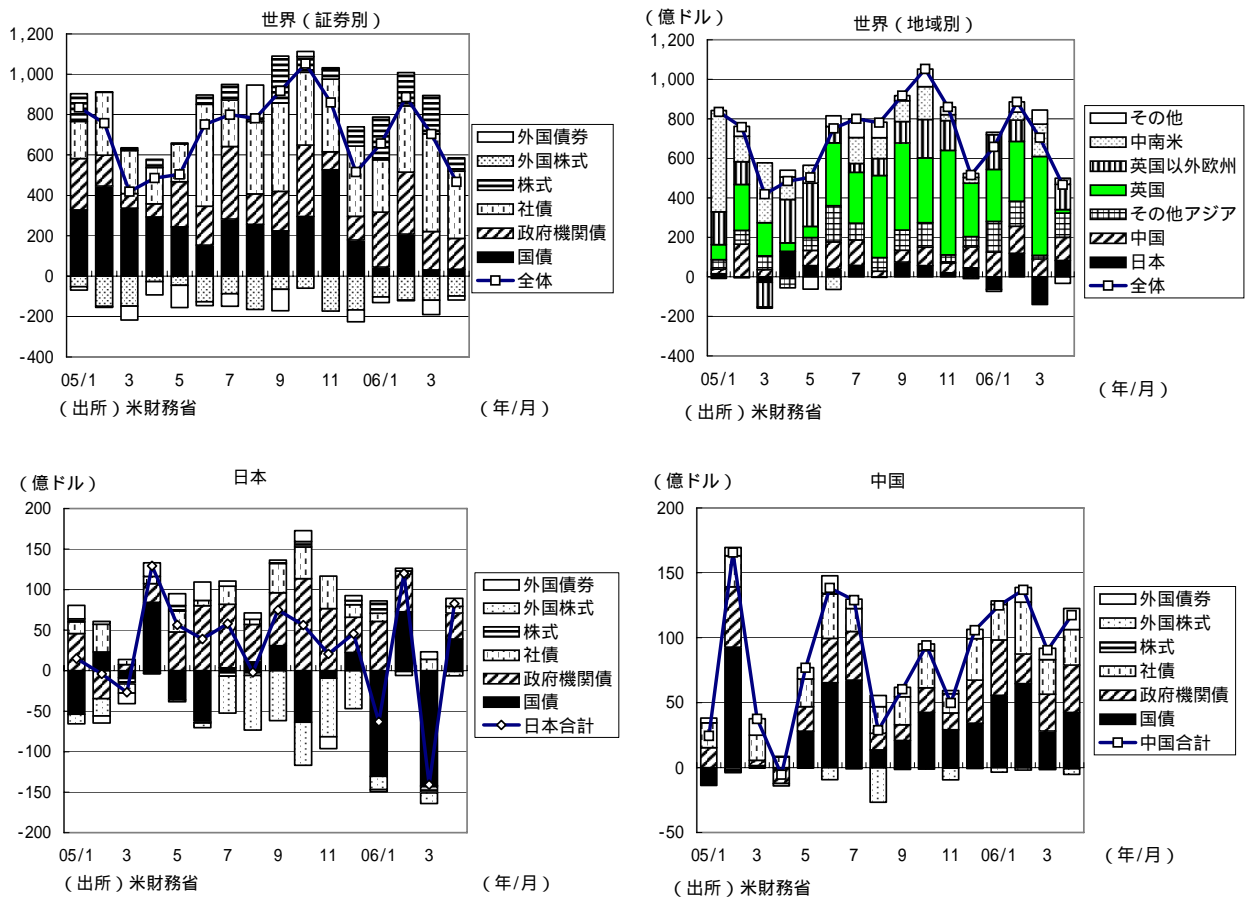 世界（証券別）
1,200
1,000
800
600
400
200
0
-200
-400
05/1 3 5 7 9 11 06/1 3
（年/月）
（出所）米財務省
外国債券
外国株式
株式
社債
政府機関債
国債
全体
（億ドル）
世界（地域別）
1,200
1,000
800
600
400
200
0
-200
-400
05/1 3 5 7 9 11 06/1 3
（年/月）
（出所）米財務省
その他
中南米
英国以外欧州
英国
その他アジア
中国
日本
全体
（億ドル）
日本
200
150
100
50
0
-50
-100
-150
-200
05/1 3 5 7 9 11 06/1 3
（出所）米財務省
（年/月）
外国債券
外国株式
株式
社債
政府機関債
国債
日本合計
中国
200
150
100
50
0
-50
05/1 3 5 7 9 11 06/1 3
（年/月）
（出所）米財務省
外国債券
外国株式
株式
社債
政府機関債
国債
中国合計